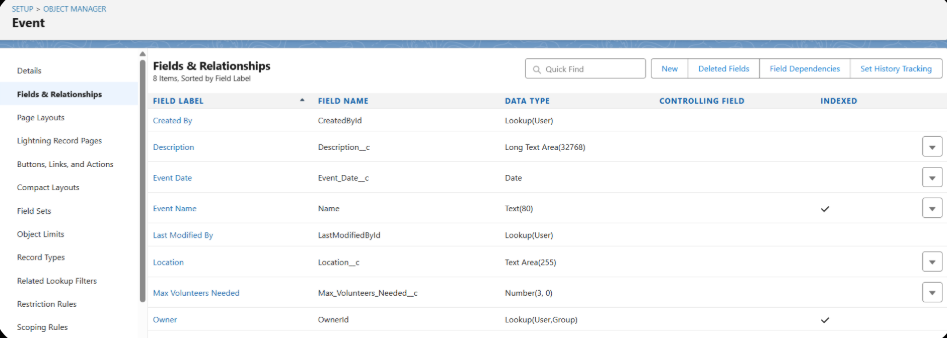 SETUP > OBJECT MANAGER
Event
Details
Fields & Relationships
Page Layouts
Lightning Record Pages
Buttons, Links, and Actions
Compact Layouts
Field Sets
Object Limits
Record Types
Related Lookup Filters
Restriction Rules
Scoping Rules
Fields & Relationships
8 Items, Sorted by Field Label
Quick Find
New
Deleted Fields
Field Dependencies
Set History Tracking
FIELD LABEL FIELD NAME DATA TYPE CONTROLLING FIELD INDEXED
Created By CreatedById Lookup(User)
Description Description__c Long Text Area(32768)
Event Date Event_Date__c Date
Event Name Name Text(80)
Last Modified By LastModifiedById Lookup(User)
Location Location__c Text Area(255)
Max Volunteers Needed Max_Volunteers_Needed__c Number(3, 0)
Owner OwnerId Lookup(User,Group)